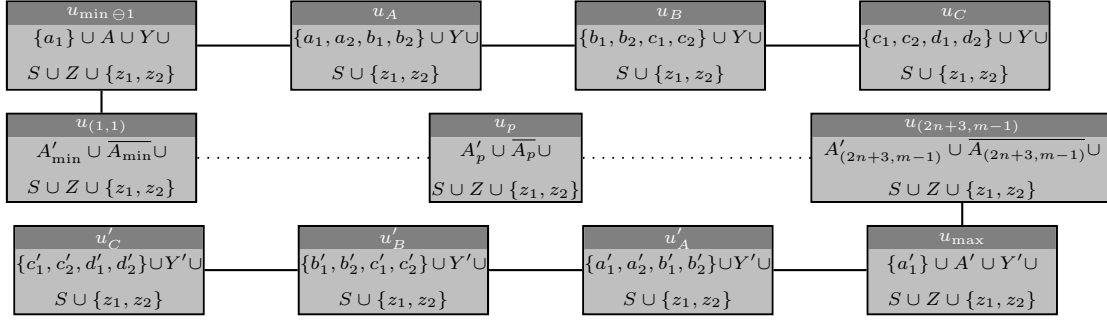 u_{min ⊖1} u_A u_B u_C
{a_1} ∪ A ∪ Y∪ {a_1, a_2, b_1, b_2} ∪ Y∪ {b_1, b_2, c_1, c_2} ∪ Y∪ {c_1, c_2, d_1, d_2} ∪ Y∪
S ∪ Z ∪ {z_1, z_2} S ∪ {z_1, z_2} S ∪ {z_1, z_2} S ∪ {z_1, z_2}
u_{(1,1)} u_p u_{(2n+3,m−1)}
A′_{min} ∪ \overline{A_{min}}∪ A′_p ∪ \overline{A_p}∪ A′_{(2n+3,m−1)} ∪ \overline{A_{(2n+3,m−1)}}∪
S ∪ Z ∪ {z_1, z_2} S ∪ Z ∪ {z_1, z_2} S ∪ Z ∪ {z_1, z_2}
u′_C u′_B u′_A u_{max}
{c′_1, c′_2, d′_1, d′_2}∪Y′∪ {b′_1, b′_2, c′_1, c′_2} ∪ Y′∪ {a′_1, a′_2, b′_1, b′_2}∪Y′∪ {a′_1} ∪ A′ ∪ Y′∪
S ∪ {z_1, z_2} S ∪ {z_1, z_2} S ∪ {z_1, z_2} S ∪ Z ∪ {z_1, z_2}